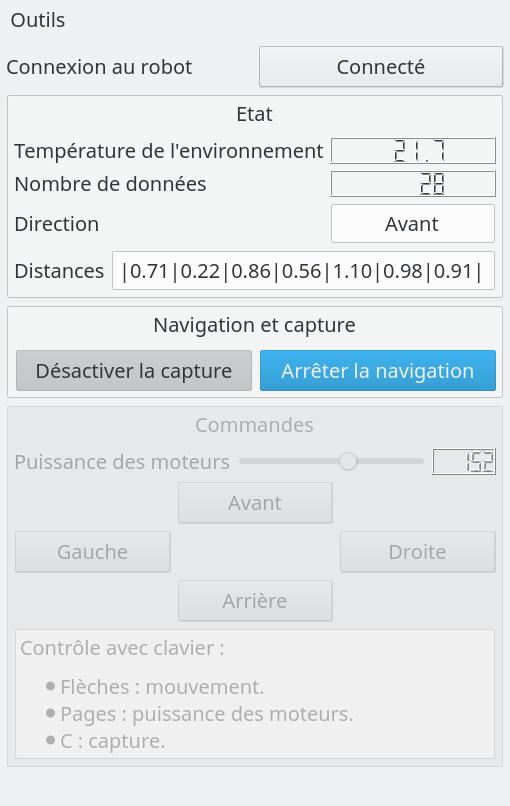 Outils
Connexion au robot Connecté
Etat
Température de l'environnement 21.7
Nombre de données 28
Direction Avant
Distances |0.71|0.22|0.86|0.56|1.10|0.98|0.91|
Navigation et capture
Désactiver la capture Arrêter la navigation
Commandes
Puissance des moteurs 152
Avant
Gauche Droite
Arrière
Contrôle avec clavier :
● Flèches : mouvement.
● Pages : puissance des moteurs.
● C : capture.